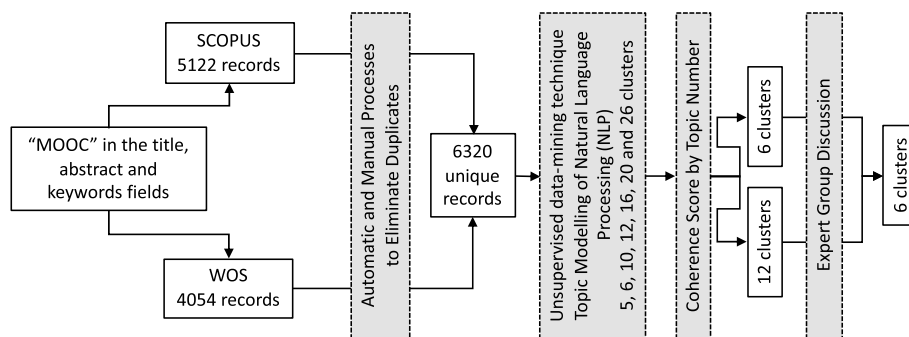 SCOPUS
5122 records
“MOOC” in the title,
abstract and
keywords fields
WOS
4054 records
Automatic and Manual Processes
to Eliminate Duplicates
6320
unique
records
Unsupervised data-mining technique
Topic Modelling of Natural Language
Processing (NLP)
5, 6, 10, 12, 16, 20 and 26 clusters
Coherence Score by Topic Number
6 clusters
12 clusters
Expert Group Discussion
6 clusters